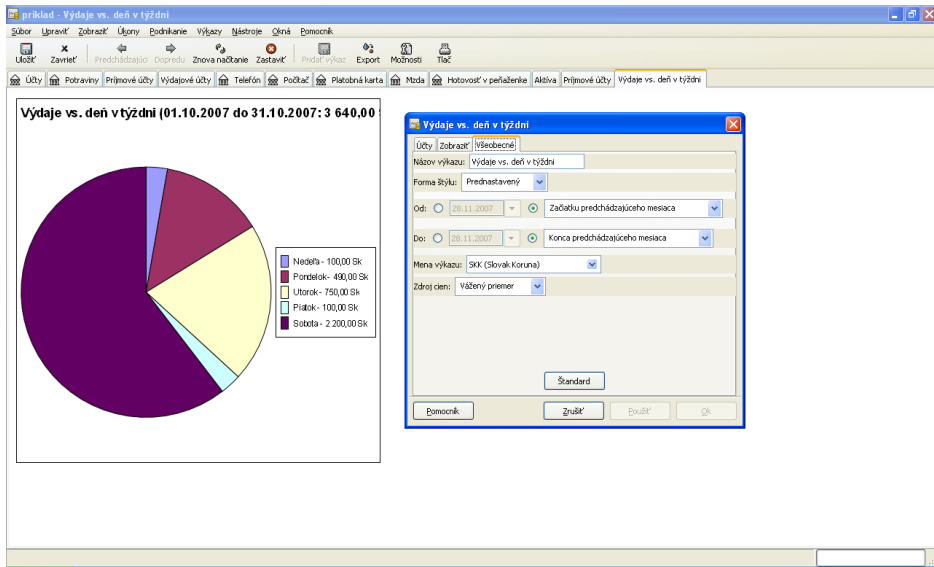 príklad - Výdaje vs. deň v týždni
Súbor Upraviť Zobraziť Úkony Podnikanie Výkazy Nástroje Okná Pomocník
Uložiť Zavrieť Predchádzajúci Dopredu Znova načítanie Zastaviť Pridať výkaz Export Možnosti Tlač
Účty Potraviny Príjmové účty Výdajové účty Telefón Počítač Platobná karta Mzda Hotovosť v peňaženke Aktíva Príjmové účty Výdaje vs. deň v týždni
Výdaje vs. deň v týždni (01.10.2007 do 31.10.2007: 3 640,00
Nedeľa - 100,00 Sk
Pondelok - 490,00 Sk
Utorok - 750,00 Sk
Piatok - 100,00 Sk
Sobota - 2 200,00 Sk
Výdaje vs. deň v týždni
Účty Zobraziť Všeobecné
Názov výkazu: Výdaje vs. deň v týždni
Forma štýlu: Prednastavený
Od: 28.11.2007 Začiatku predchádzajúceho mesiaca
Do: 28.11.2007 Konca predchádzajúceho mesiaca
Mena výkazu: SKK (Slovak Koruna)
Zdroj cien: Vážený priemer
Štandard
Pomocník Zrušiť Použiť Ok